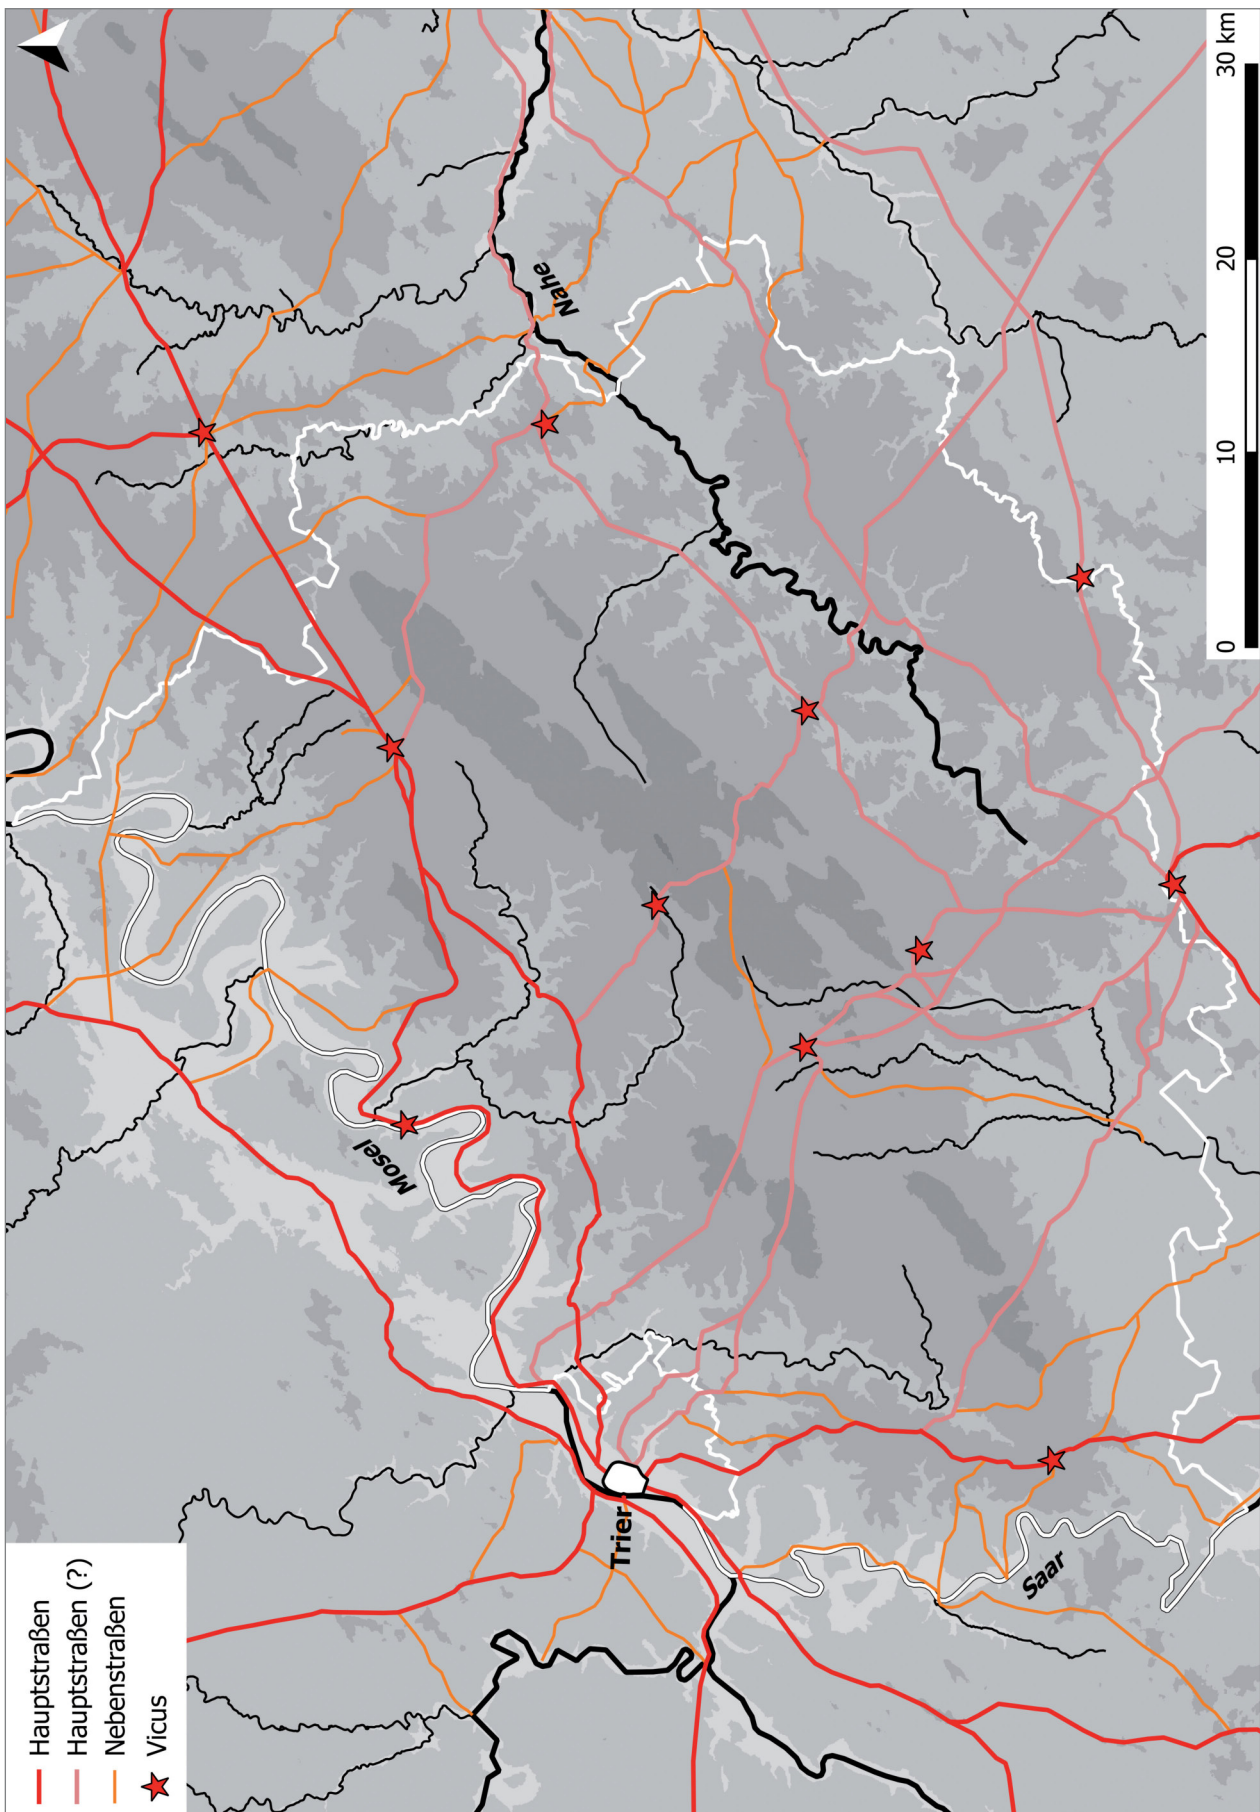 Hauptstraßen
Hauptstraßen (?)
Nebenstraßen
Vicus
Mosel
Nahe
Trier
Saar
0
10
20
30 km